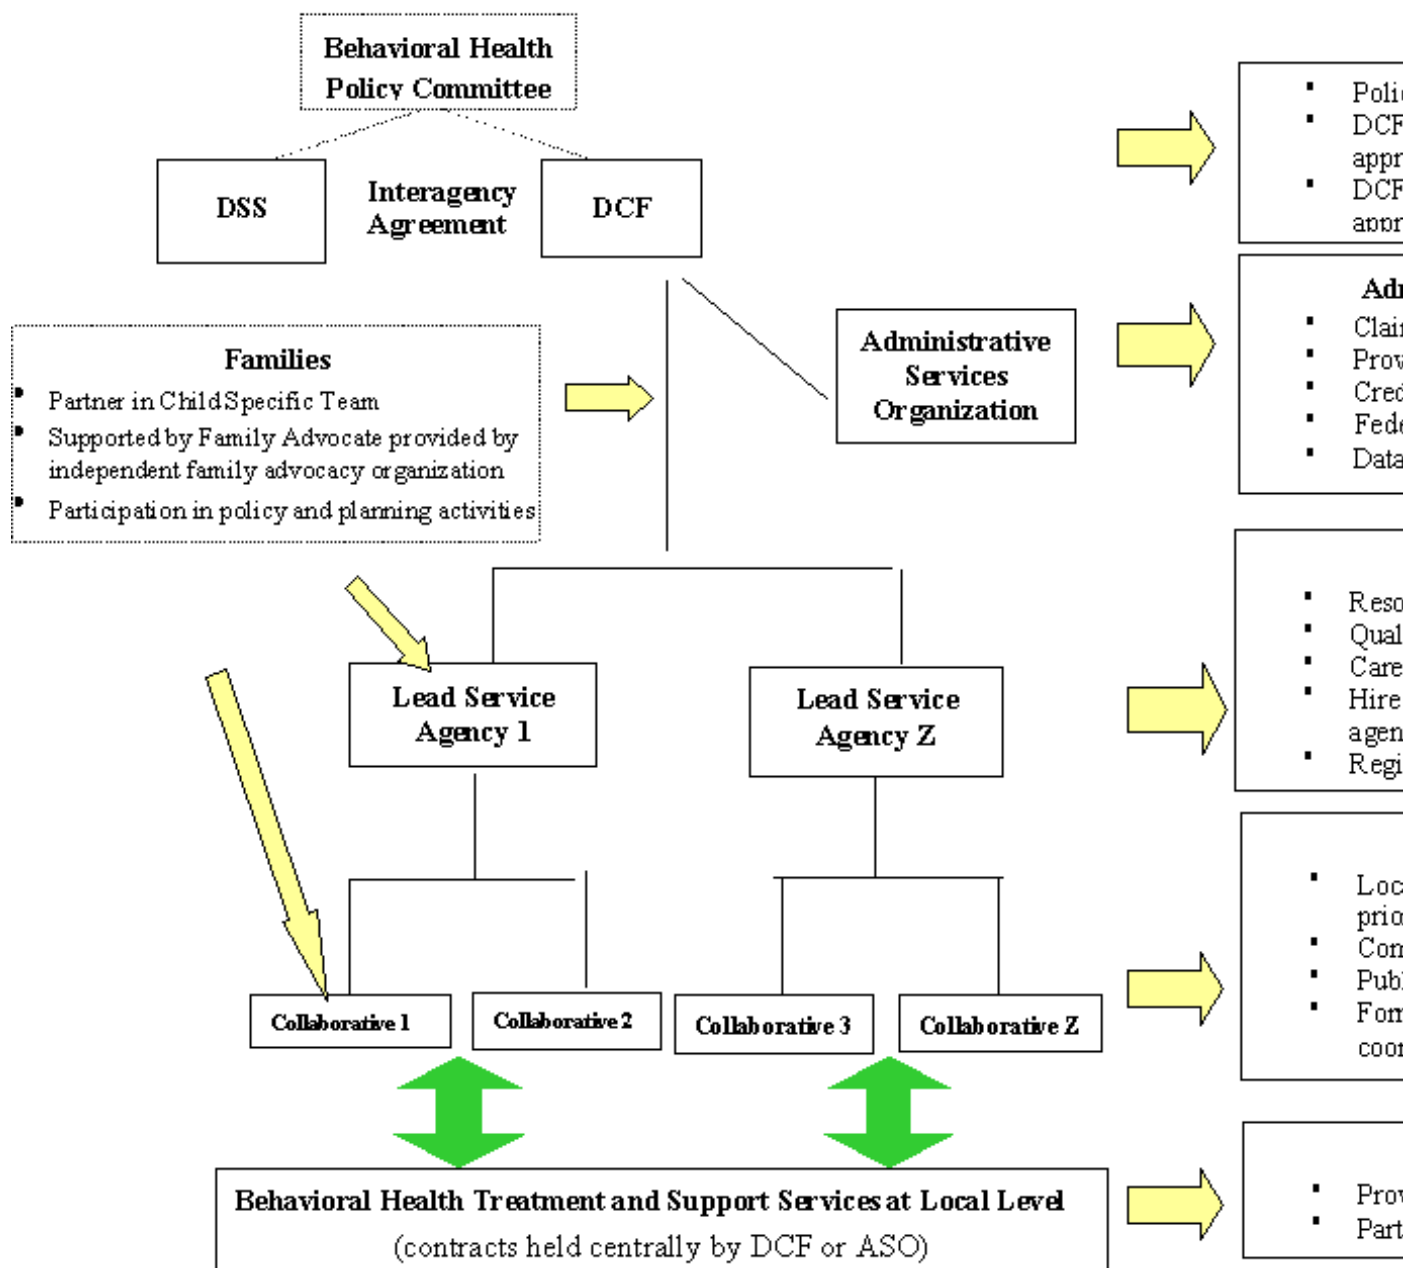 Behavioral Health
Policy Committee
DSS
Interagency
Agreement
DCF
Families
Partner in Child Specific Team
Supported by Family Advocate provided by
independent family advocacy organization
Participation in policy and planning activities
Administrative
Services
Organization
Lead Service
Agency 1
Lead Service
Agency Z
Collaborative 1
Collaborative 2
Collaborative 3
Collaborative Z
Behavioral Health Treatment and Support Services at Local Level
(contracts held centrally by DCF or ASO)
DCF
DCF
Data
Care
Hire